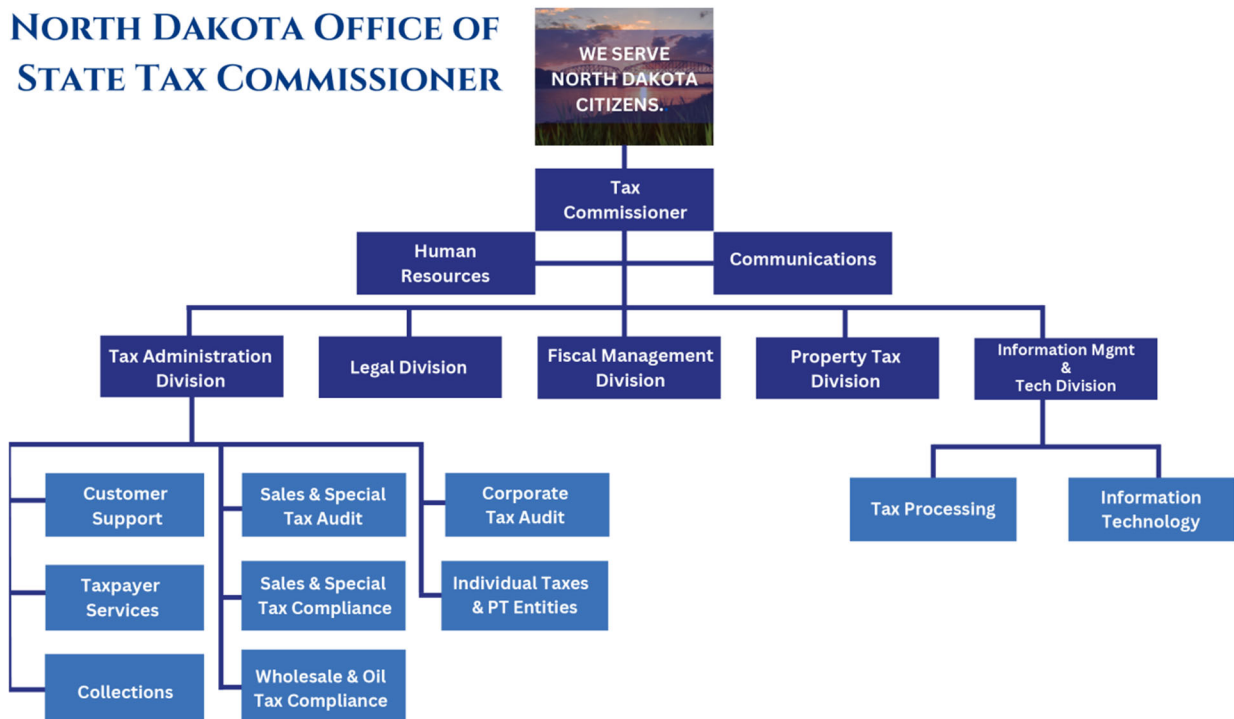 NORTH DAKOTA OFFICE OF
STATE TAX COMMISSIONER
WE SERVE
NORTH DAKOTA
CITIZENS.
Tax
Commissioner
Human
Resources
Communications
Tax Administration
Division
Legal Division
Fiscal Management
Division
Property Tax
Division
Information Mgmt
&
Tech Division
Customer
Support
Sales & Special
Tax Audit
Corporate
Tax Audit
Tax Processing
Information
Technology
Taxpayer
Services
Sales & Special
Tax Compliance
Individual Taxes
& PT Entities
Collections
Wholesale & Oil
Tax Compliance